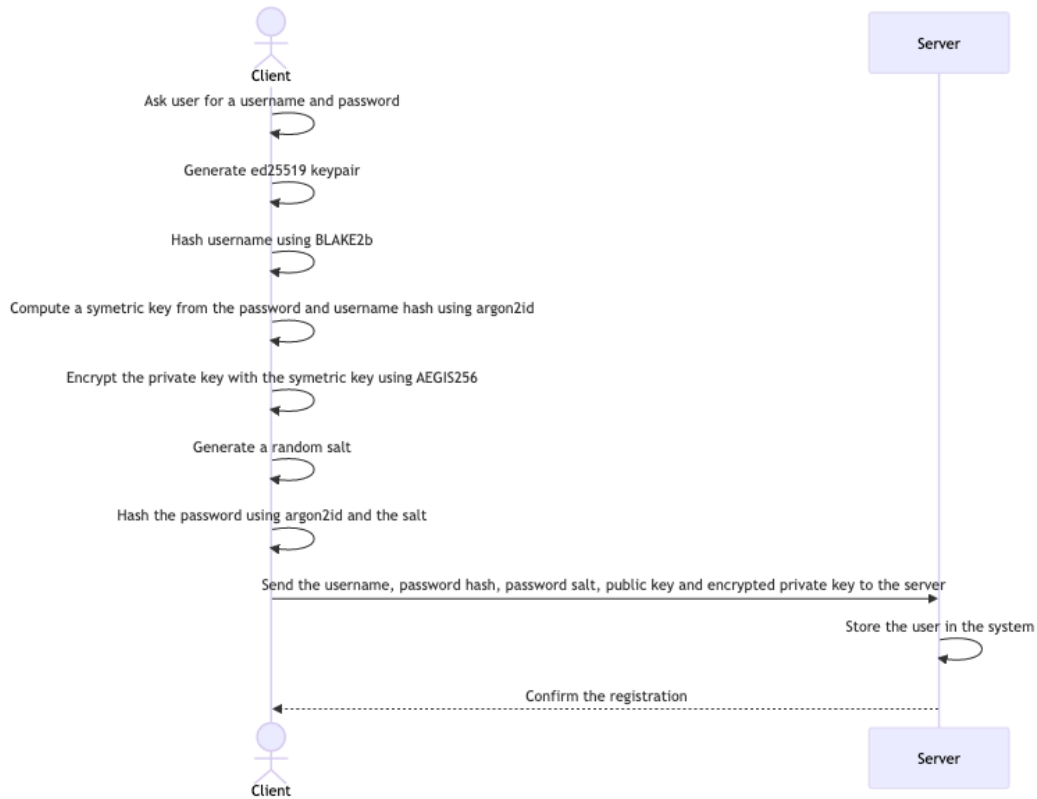 Client
Server
Ask user for a username and password
Generate ed25519 keypair
Hash username using BLAKE2b
Compute a symetric key from the password and username hash using argon2id
Encrypt the private key with the symetric key using AEGIS256
Generate a random salt
Hash the password using argon2id and the salt
Send the username, password hash, password salt, public key and encrypted private key to the server
Store the user in the system
Confirm the registration
Client
Server